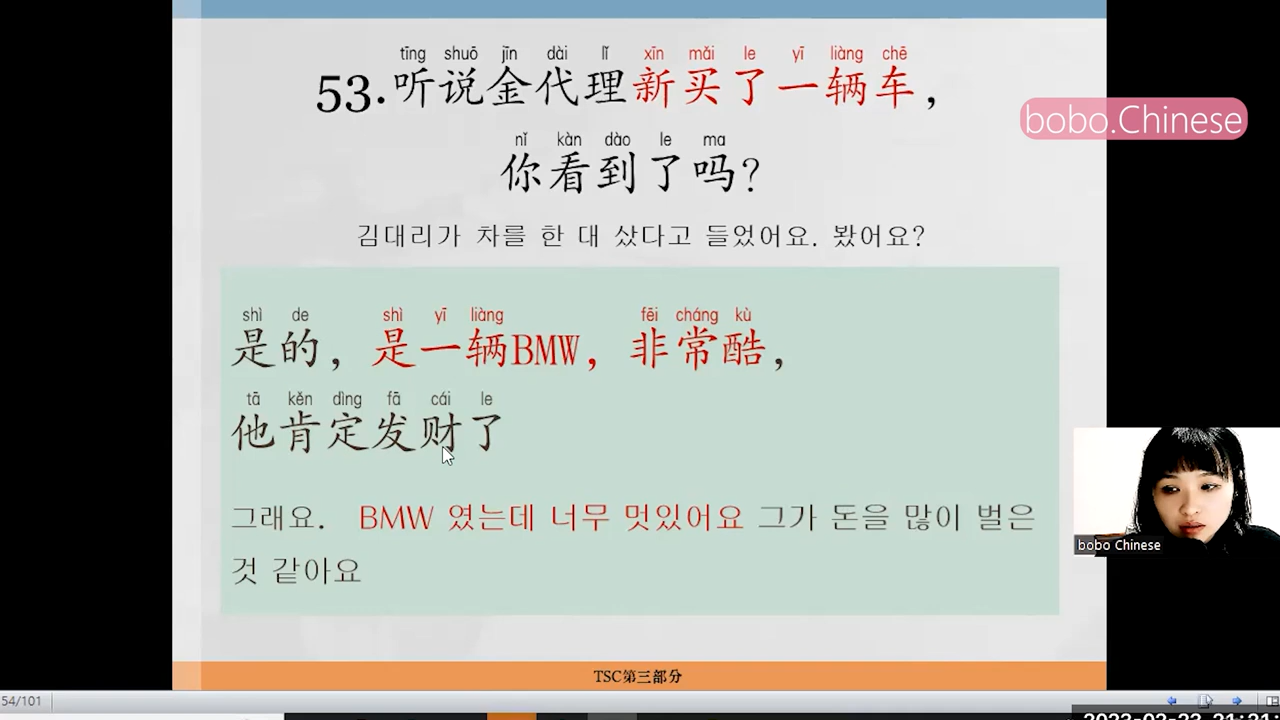 tīng shuō jīn dài lǐ xīn mǎi le yī liàng chē
53.听说金代理新买了一辆车，
bobo.Chinese
nǐ kàn dào le ma
你看到了吗？
김대리가 차를 한 대 샀다고 들었어요. 봤어요?
shì de shì yī liàng fēi cháng kù
是的，是一辆BMW，非常酷，
tā kěn dìng fā cái le
他肯定发财了
그래요. BMW 였는데 너무 멋있어요 그가 돈을 많이 벌은
것 같아요
bobo Chinese
TSC第三部分
54/101